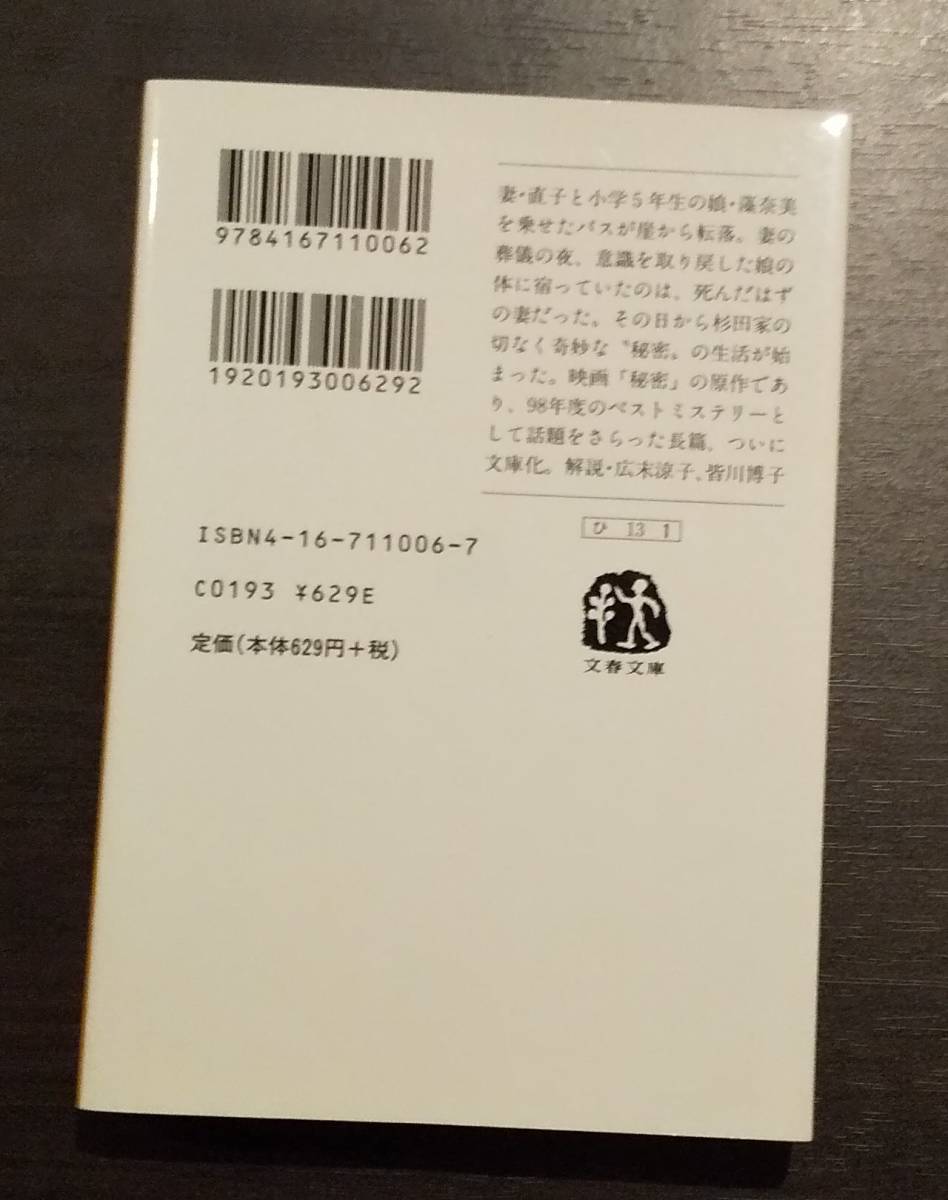 9784167110062
1920193006292
妻・直子と小学5年生の娘・藻奈美
を乗せたバスが崖から転落。妻の
葬儀の夜、意識を取り戻した娘の
体に宿っていたのは、死んだはず
の妻だった。その日から杉田家の
切なく奇妙な〝秘密〟の生活が始
まった。映画「秘密」の原作であ
り、98年度のベストミステリーと
して話題をさらった長篇、ついに
文庫化。解説・広末涼子、皆川博子
ISBN4-16-711006-7
C0193 ¥629E
定価(本体629円+税)
ひ 13 1
文春文庫